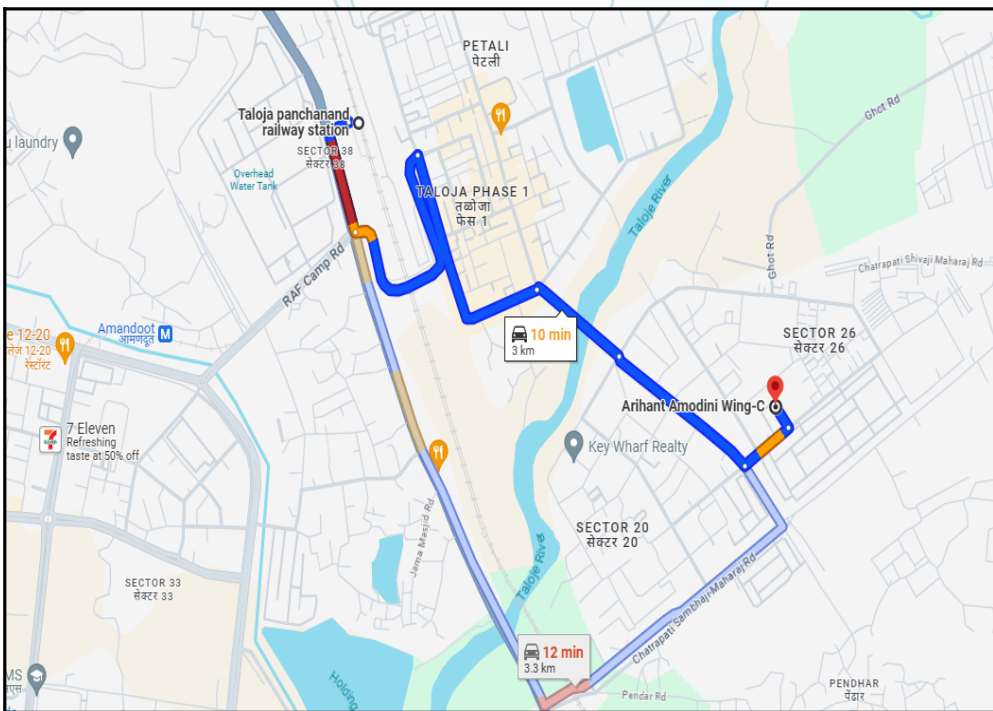 PETALI
पेटली
Taloja panchanand
railway station
SECTOR 38
सेक्टर 38
u laundry
Overhead
Water Tank
TALOJA PHASE 1
तळोजा
फेस 1
Ghot Rd
Taloje River
Ghot Rd
Chatrapati Shivaji Maharaj Rd
RAF Camp Rd
Amandoot
आमणदूत
M
e 12-20
लेज 12-20
रेस्टॉरंट
10 min
3 km
SECTOR 26
सेक्टर 26
Arihant Amodini Wing-C
7 Eleven
Refreshing
taste at 50% off
Key Wharf Realty
Jama Masjid Rd
SECTOR 20
सेक्टर 20
Taloje River
SECTOR 33
सेक्टर 33
Chatrapati Sambhaji-Maharaj Rd
12 min
3.3 km
Holding
Pendar Rd
PENDHAR
पेंढार
MS